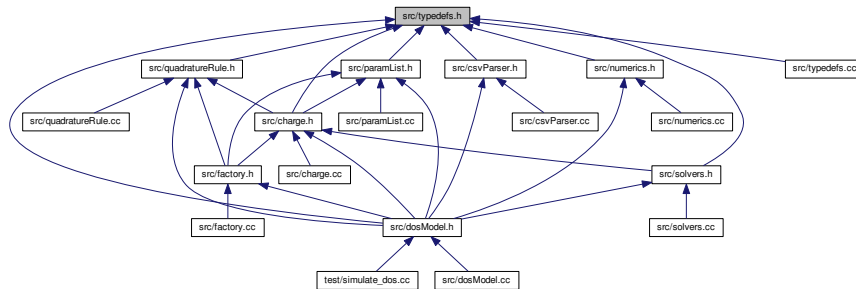 src/typedefs.h
src/quadratureRule.h
src/paramList.h
src/csvParser.h
src/numerics.h
src/typedefs.cc
src/quadratureRule.cc
src/charge.h
src/paramList.cc
src/csvParser.cc
src/numerics.cc
src/factory.h
src/charge.cc
src/solvers.h
src/factory.cc
src/dosModel.h
src/solvers.cc
test/simulate_dos.cc
src/dosModel.cc